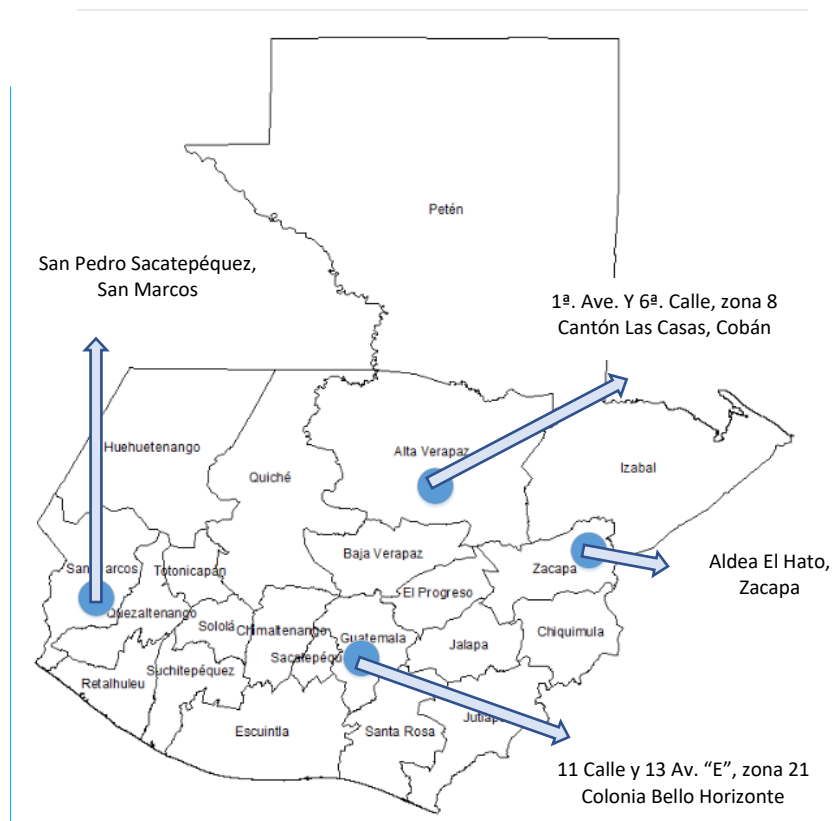 Petén
San Pedro Sacatepéquez,
San Marcos
1ª. Ave. Y 6ª. Calle, zona 8
Cantón Las Casas, Cobán
Huehuetenango
Alta Verapaz
Quiché
Izabal
Baja Verapaz
San Marcos
Totonicapán
Zacapa
Aldea El Hato,
Zacapa
El Progreso
Quezaltenango
Sololá
Chimaltenango
Guatemala
Chiquimula
Jalapa
Sacatepéqu
Suchitepéquez
Retalhuleu
Jutiapa
Escuintla
Santa Rosa
11 Calle y 13 Av. “E”, zona 21
Colonia Bello Horizonte